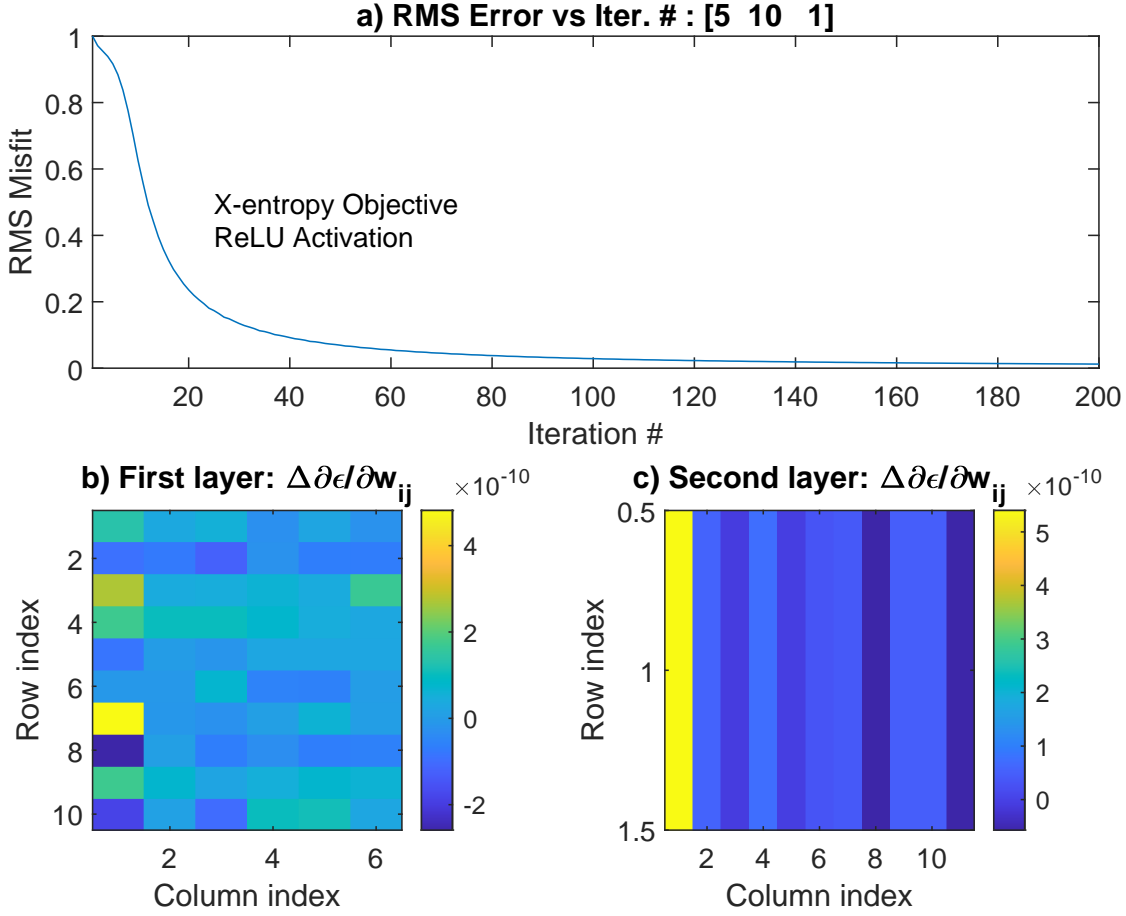 a) RMS Error vs Iter. # : [5  10   1]
1
0.8
0.6
0.4
0.2
0
RMS Misfit
X-entropy Objective
ReLU Activation
20 40 60 80 100 120 140 160 180 200
Iteration #
b) First layer: Δ∂ϵ/∂w_ij
×10^-10
2
4
6
8
10
Row index
2 4 6
Column index
4
2
0
-2
c) Second layer: Δ∂ϵ/∂w_ij
×10^-10
0.5
1
1.5
Row index
2 4 6 8 10
Column index
5
4
3
2
1
0